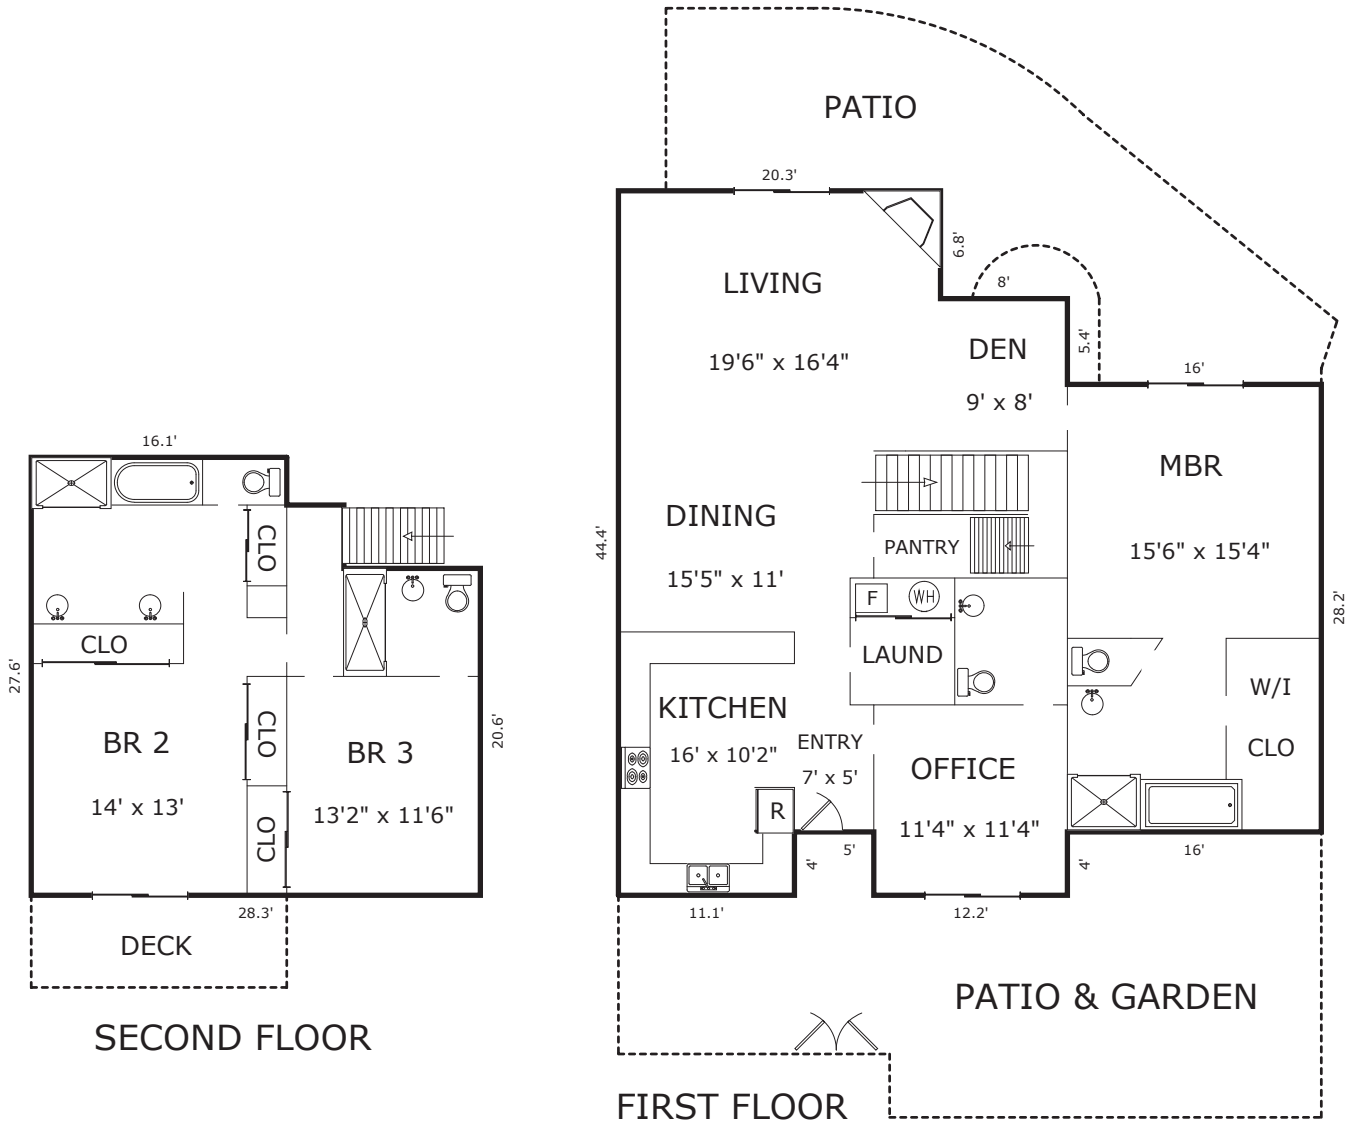 16.1'
CLO
CLO
27.6'
BR 2
14' x 13'
CLO
CLO
BR 3
13'2" x 11'6"
20.6'
28.3'
DECK
SECOND FLOOR
PATIO
20.3'
6.8'
8'
5.4'
LIVING
19'6" x 16'4"
DEN
9' x 8'
16'
MBR
15'6" x 15'4"
44.4'
DINING
15'5" x 11'
PANTRY
F
WH
LAUND
28.2'
KITCHEN
16' x 10'2"
ENTRY
7' x 5'
R
OFFICE
11'4" x 11'4"
W/I
CLO
4'
5'
4'
16'
11.1'
12.2'
PATIO & GARDEN
FIRST FLOOR